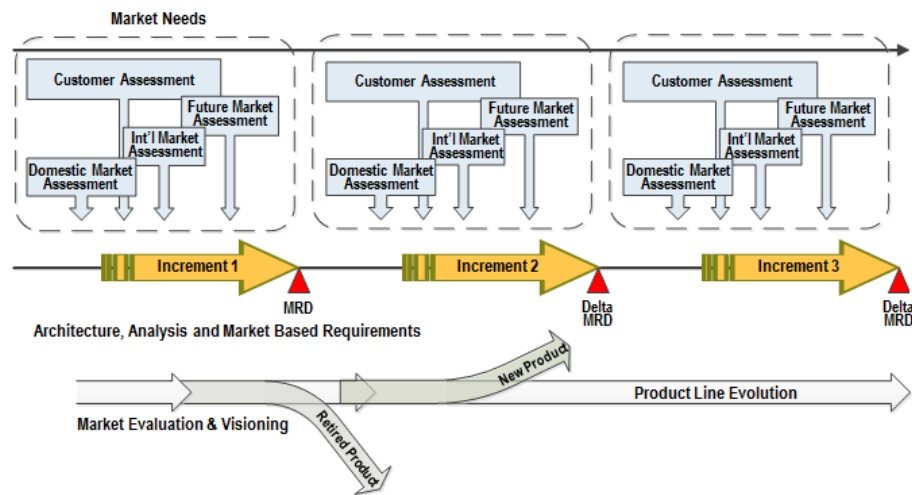 Market Needs
Customer Assessment
Future Market
Assessment
Int'l Market
Assessment
Domestic Market
Assessment
Customer Assessment
Future Market
Assessment
Int'l Market
Assessment
Domestic Market
Assessment
Customer Assessment
Future Market
Assessment
Int'l Market
Assessment
Domestic Market
Assessment
Increment 1
Increment 2
Increment 3
MRD
Delta
MRD
Delta
MRD
Architecture, Analysis and Market Based Requirements
New Product
Product Line Evolution
Market Evaluation & Visioning
Retired Product